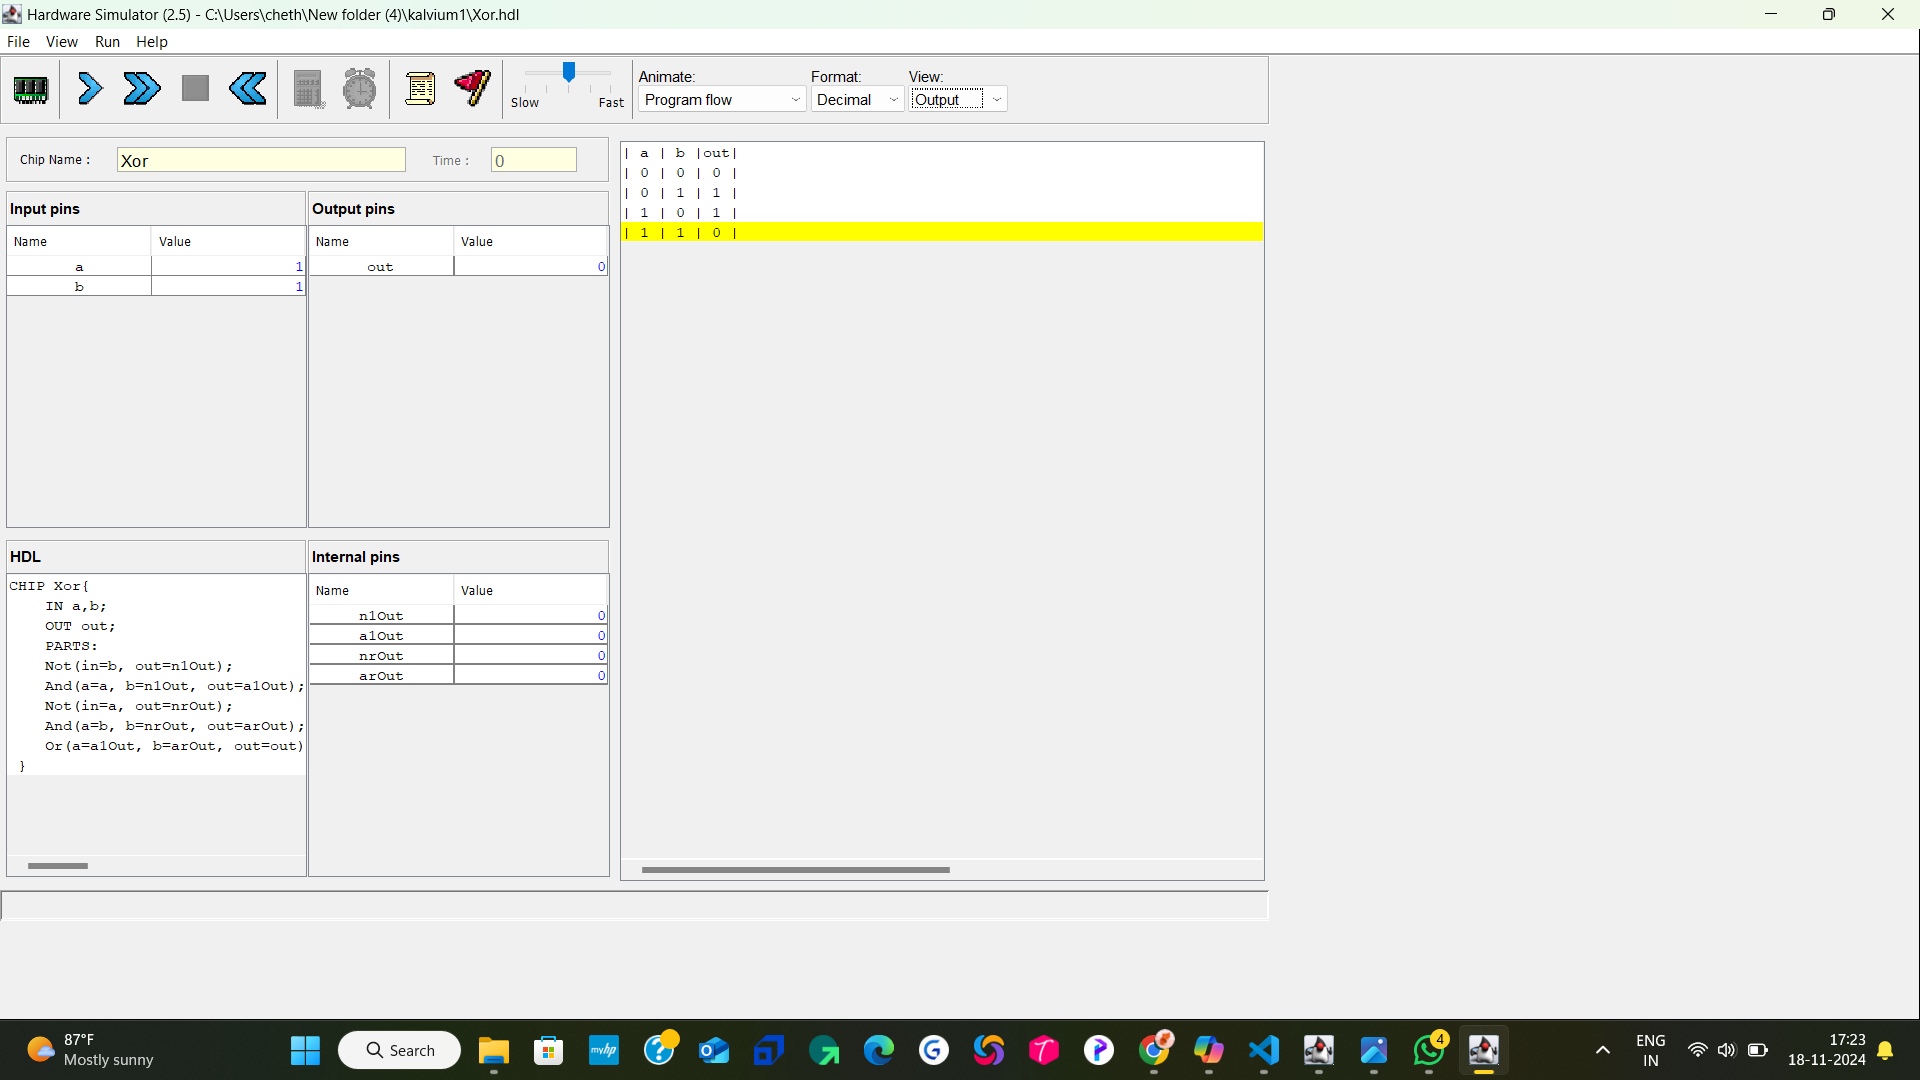 Hardware Simulator (2.5) - C:\Users\cheth\New folder (4)\kalvium1\Xor.hdl
File View Run Help
Slow Fast
Animate: Format: View:
Program flow Decimal Output
Chip Name : Xor Time : 0
Input pins
Name Value
a 1
b 1
Output pins
Name Value
out 0
| a | b |out|
| 0 | 0 | 0 |
| 0 | 1 | 1 |
| 1 | 0 | 1 |
| 1 | 1 | 0 |
HDL
CHIP Xor{
IN a,b;
OUT out;
PARTS:
Not(in=b, out=n1Out);
And(a=a, b=n1Out, out=a1Out);
Not(in=a, out=nrOut);
And(a=b, b=nrOut, out=arOut);
Or(a=a1Out, b=arOut, out=out)
}
Internal pins
Name Value
n1Out 0
a1Out 0
nrOut 0
arOut 0
87°F
Mostly sunny
Search
myhp
4
ENG
IN
17:23
18-11-2024